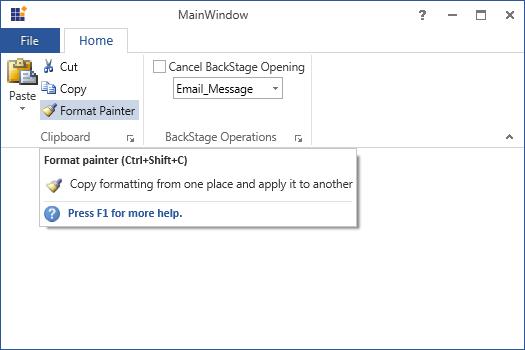 MainWindow
File Home
Cut
Cancel BackStage Opening
Copy
Email_Message
Paste
Format Painter
Clipboard
BackStage Operations
Format painter (Ctrl+Shift+C)
Copy formatting from one place and apply it to another
? Press F1 for more help.